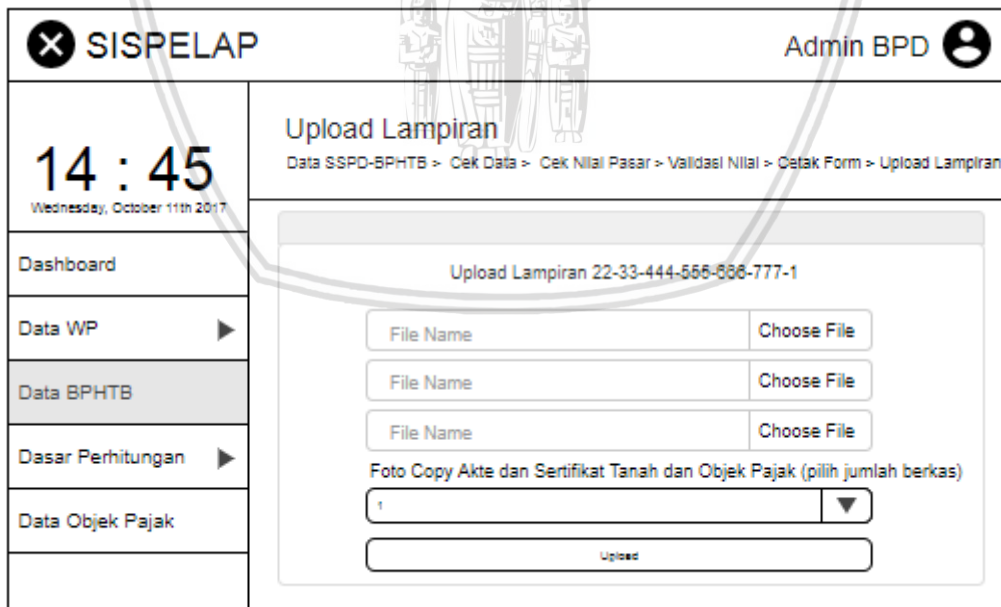 SISPELAP
Admin BPD
14 : 45
Wednesday, October 11th 2017
Dashboard
Data WP
Data BPHTB
Dasar Perhitungan
Data Objek Pajak
Upload Lampiran
Data SSPD-BPHTB > Cek Data > Cek Nilai Pasar > Validasi Nilai > Cetak Form > Upload Lampiran
Upload Lampiran 22-33-444-555-666-777-1
File Name Choose File
File Name Choose File
File Name Choose File
Foto Copy Akte dan Sertifikat Tanah dan Objek Pajak (pilih jumlah berkas)
1
Upload